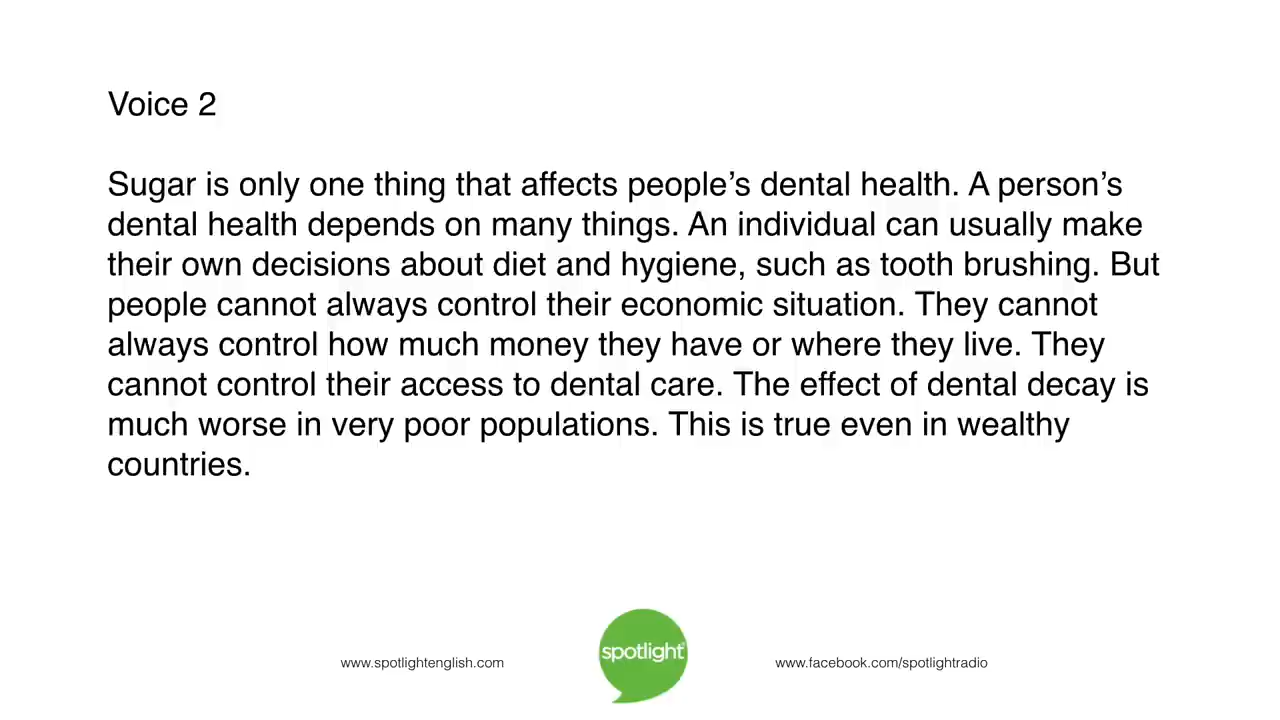 Voice 2
Sugar is only one thing that affects people’s dental health. A person’s
dental health depends on many things. An individual can usually make
their own decisions about diet and hygiene, such as tooth brushing. But
people cannot always control their economic situation. They cannot
always control how much money they have or where they live. They
cannot control their access to dental care. The effect of dental decay is
much worse in very poor populations. This is true even in wealthy
countries.
www.spotlightenglish.com
spotlight
www.facebook.com/spotlightradio